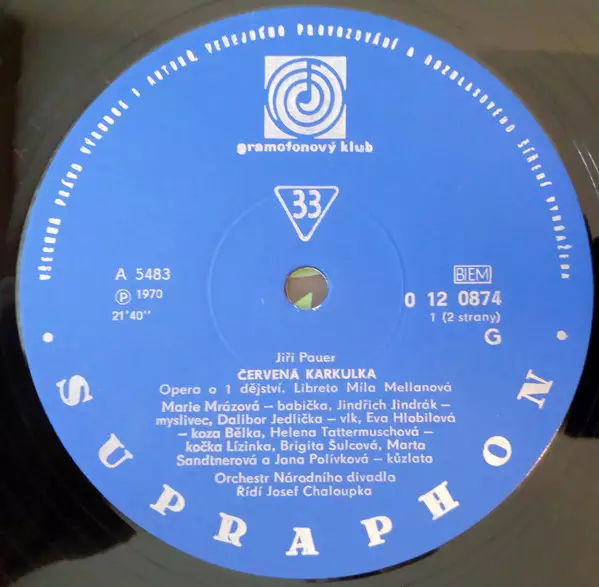 VŠECHNA PRÁVA VÝROBCE I AUTORŮ VEŘEJNÉHO PROVOZOVÁNÍ A ROZHLASOVÉHO ŠÍŘENÍ VYHRAŽENA
gramofonový klub
33
A 5483
BIEM
℗ 1970
0 12 0874
21'40''
1 (2 strany)
G
Jiří Pauer
ČERVENÁ KARKULKA
Opera o 1 dějství. Libreto Míla Mellanová
Marie Mrázová – babička, Jindřich Jindrák –
myslivec, Dalibor Jedlička – vlk, Eva Hlobilová
– koza Bělka, Helena Tattermuschová –
kočka Lízinka, Brigita Šulcová, Marta
Sandtnerová a Jana Polívková – kůzlata
Orchestr Národního divadla
Řídí Josef Chaloupka
• SUPRAPHON •